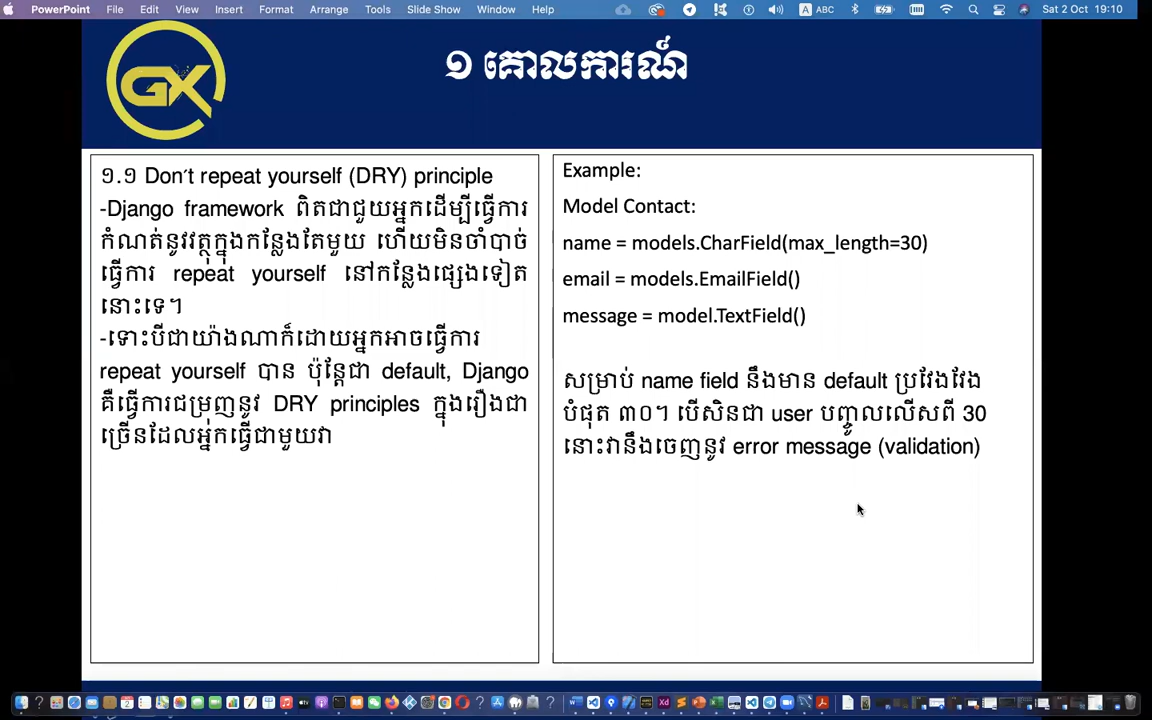 PowerPoint File Edit View Insert Format Arrange Tools Slide Show Window Help ABC Sat 2 Oct 19:10
GX
១ គោលការណ៍
១.១ Don't repeat yourself (DRY) principle
-Django framework ពិតជាជួយអ្នកដើម្បីធ្វើការ
កំណត់នូវវត្ថុក្នុងកន្លែងតែមួយ ហើយមិនចាំបាច់
ធ្វើការ repeat yourself នៅកន្លែងផ្សេងទៀត
នោះទេ។
-ទោះបីជាយ៉ាងណាក៏ដោយអ្នកអាចធ្វើការ
repeat yourself បាន ប៉ុន្តែជា default, Django
គឺធ្វើការជម្រញនូវ DRY principles ក្នុងរឿងជា
ច្រើនដែលអ្ន់កធ្វើជាមួយវា
Example:
Model Contact:
name = models.CharField(max_length=30)
email = models.EmailField()
message = model.TextField()
សម្រាប់ name field នឹងមាន default ប្រវែងវែង
បំផុត ៣០។ បើសិនជា user បញ្ចូលលើសពី 30
នោះវានឹងចេញនូវ error message (validation)